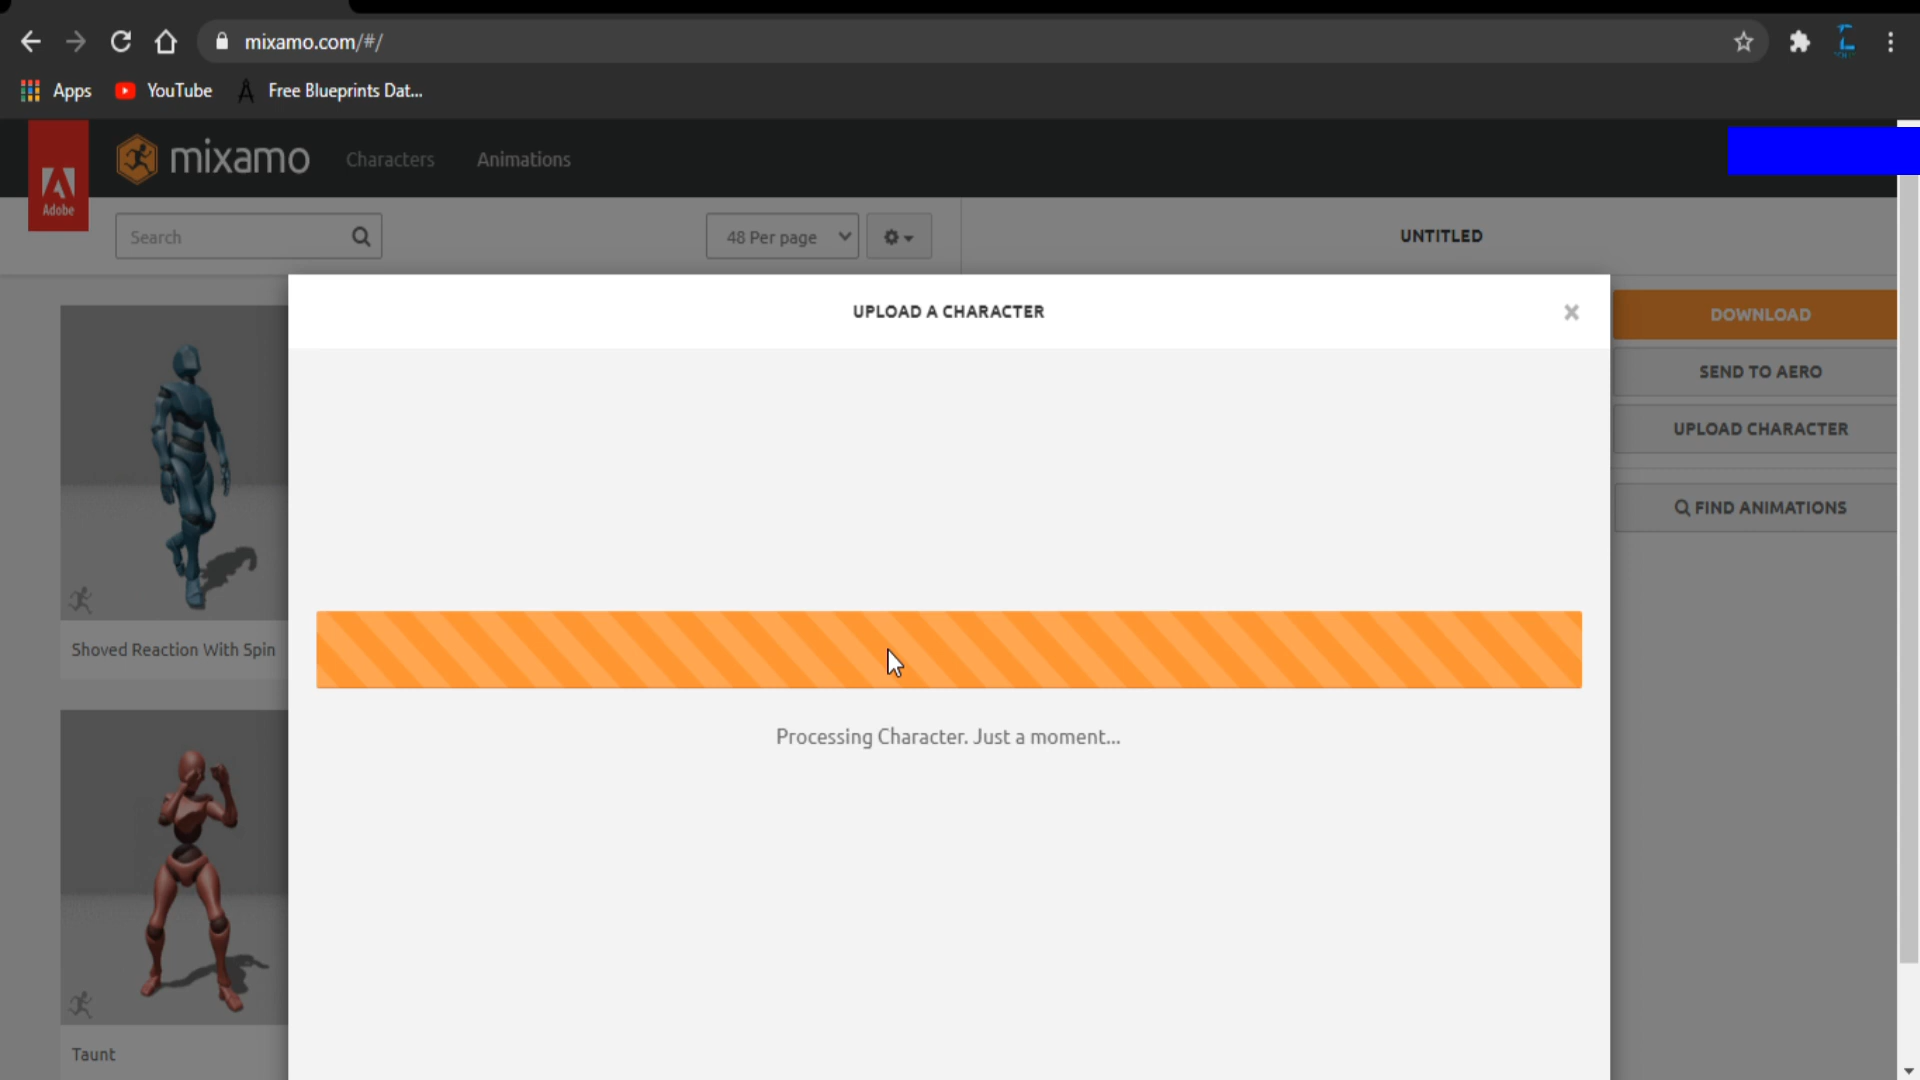 mixamo.com/#/
Apps
YouTube
Free Blueprints Dat...
Adobe
mixamo
Characters
Animations
Search
48 Per page
UNTITLED
UPLOAD A CHARACTER
×
DOWNLOAD
SEND TO AERO
UPLOAD CHARACTER
FIND ANIMATIONS
Shoved Reaction With Spin
Processing Character. Just a moment...
Taunt